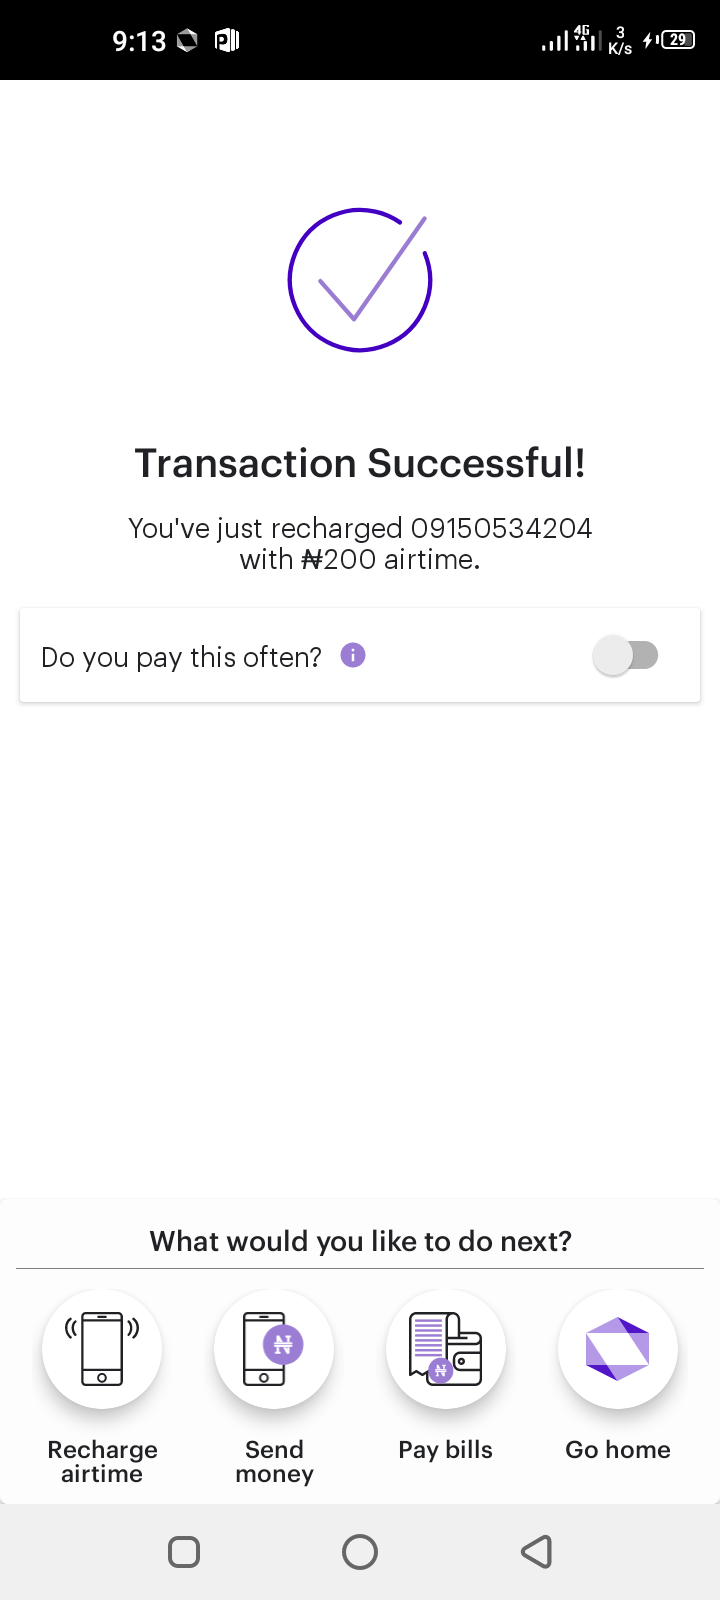 9:13
4G
3
K/s
29
Transaction Successful!
You've just recharged 09150534204
with ₦200 airtime.
Do you pay this often?
What would you like to do next?
Recharge
airtime
Send
money
Pay bills
Go home